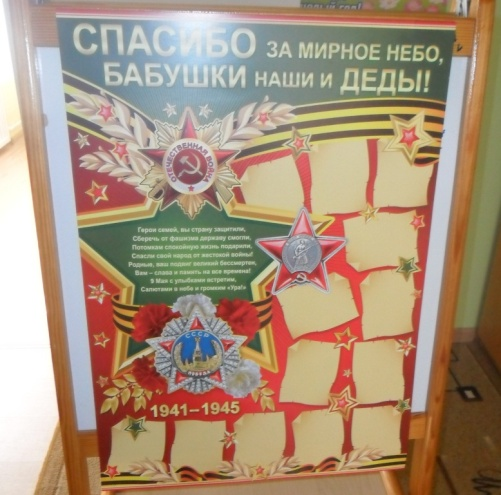 СПАСИБО ЗА МИРНОЕ НЕБО,
БАБУШКИ НАШИ И ДЕДЫ!
ОТЕЧЕСТВЕННАЯ ВОЙНА
Герои семей, вы страну защитили,
Сберечь от фашизма державу смогли,
Потомкам спокойную жизнь подарили,
Спасли свой народ от жестокой войны!
Родные, ваш подвиг великий бессмертен,
Вам – слава и память на все времена!
9 Мая с улыбками встретим,
Салютами в небе и громким «Ура!»
СССР
ПОБЕДА
1941–1945